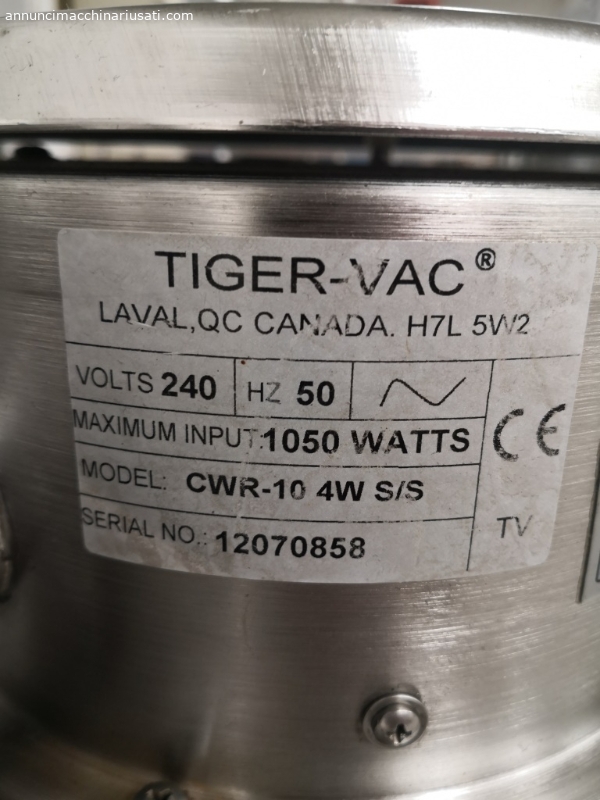 annuncimacchinariusati.com
TIGER-VAC®
LAVAL,QC CANADA. H7L 5W2
VOLTS 240 HZ 50
MAXIMUM INPUT:1050 WATTS
CE
MODEL: CWR-10 4W S/S
SERIAL NO.: 12070858
TV